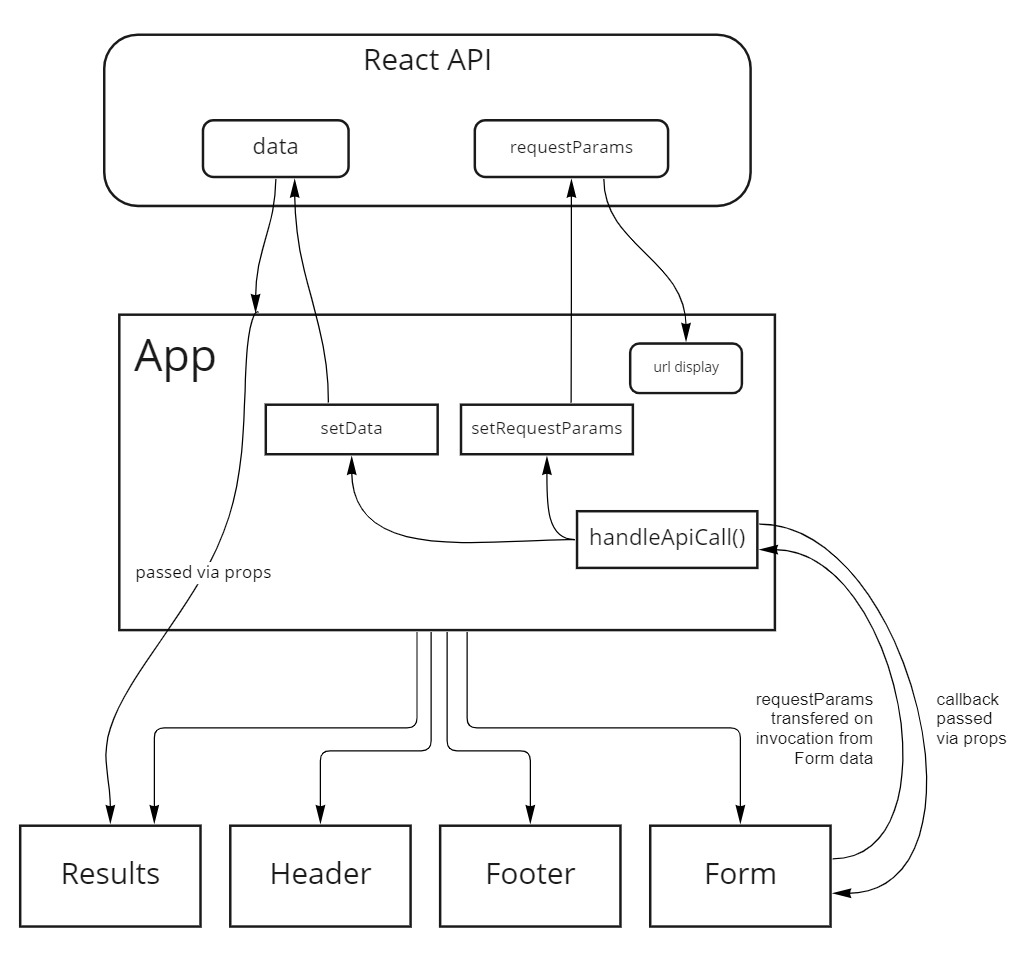 React API
data
requestParams
App
url display
setData
setRequestParams
handleApiCall()
passed via props
requestParams
transfered on
invocation from
Form data
callback
passed
via props
Results
Header
Footer
Form